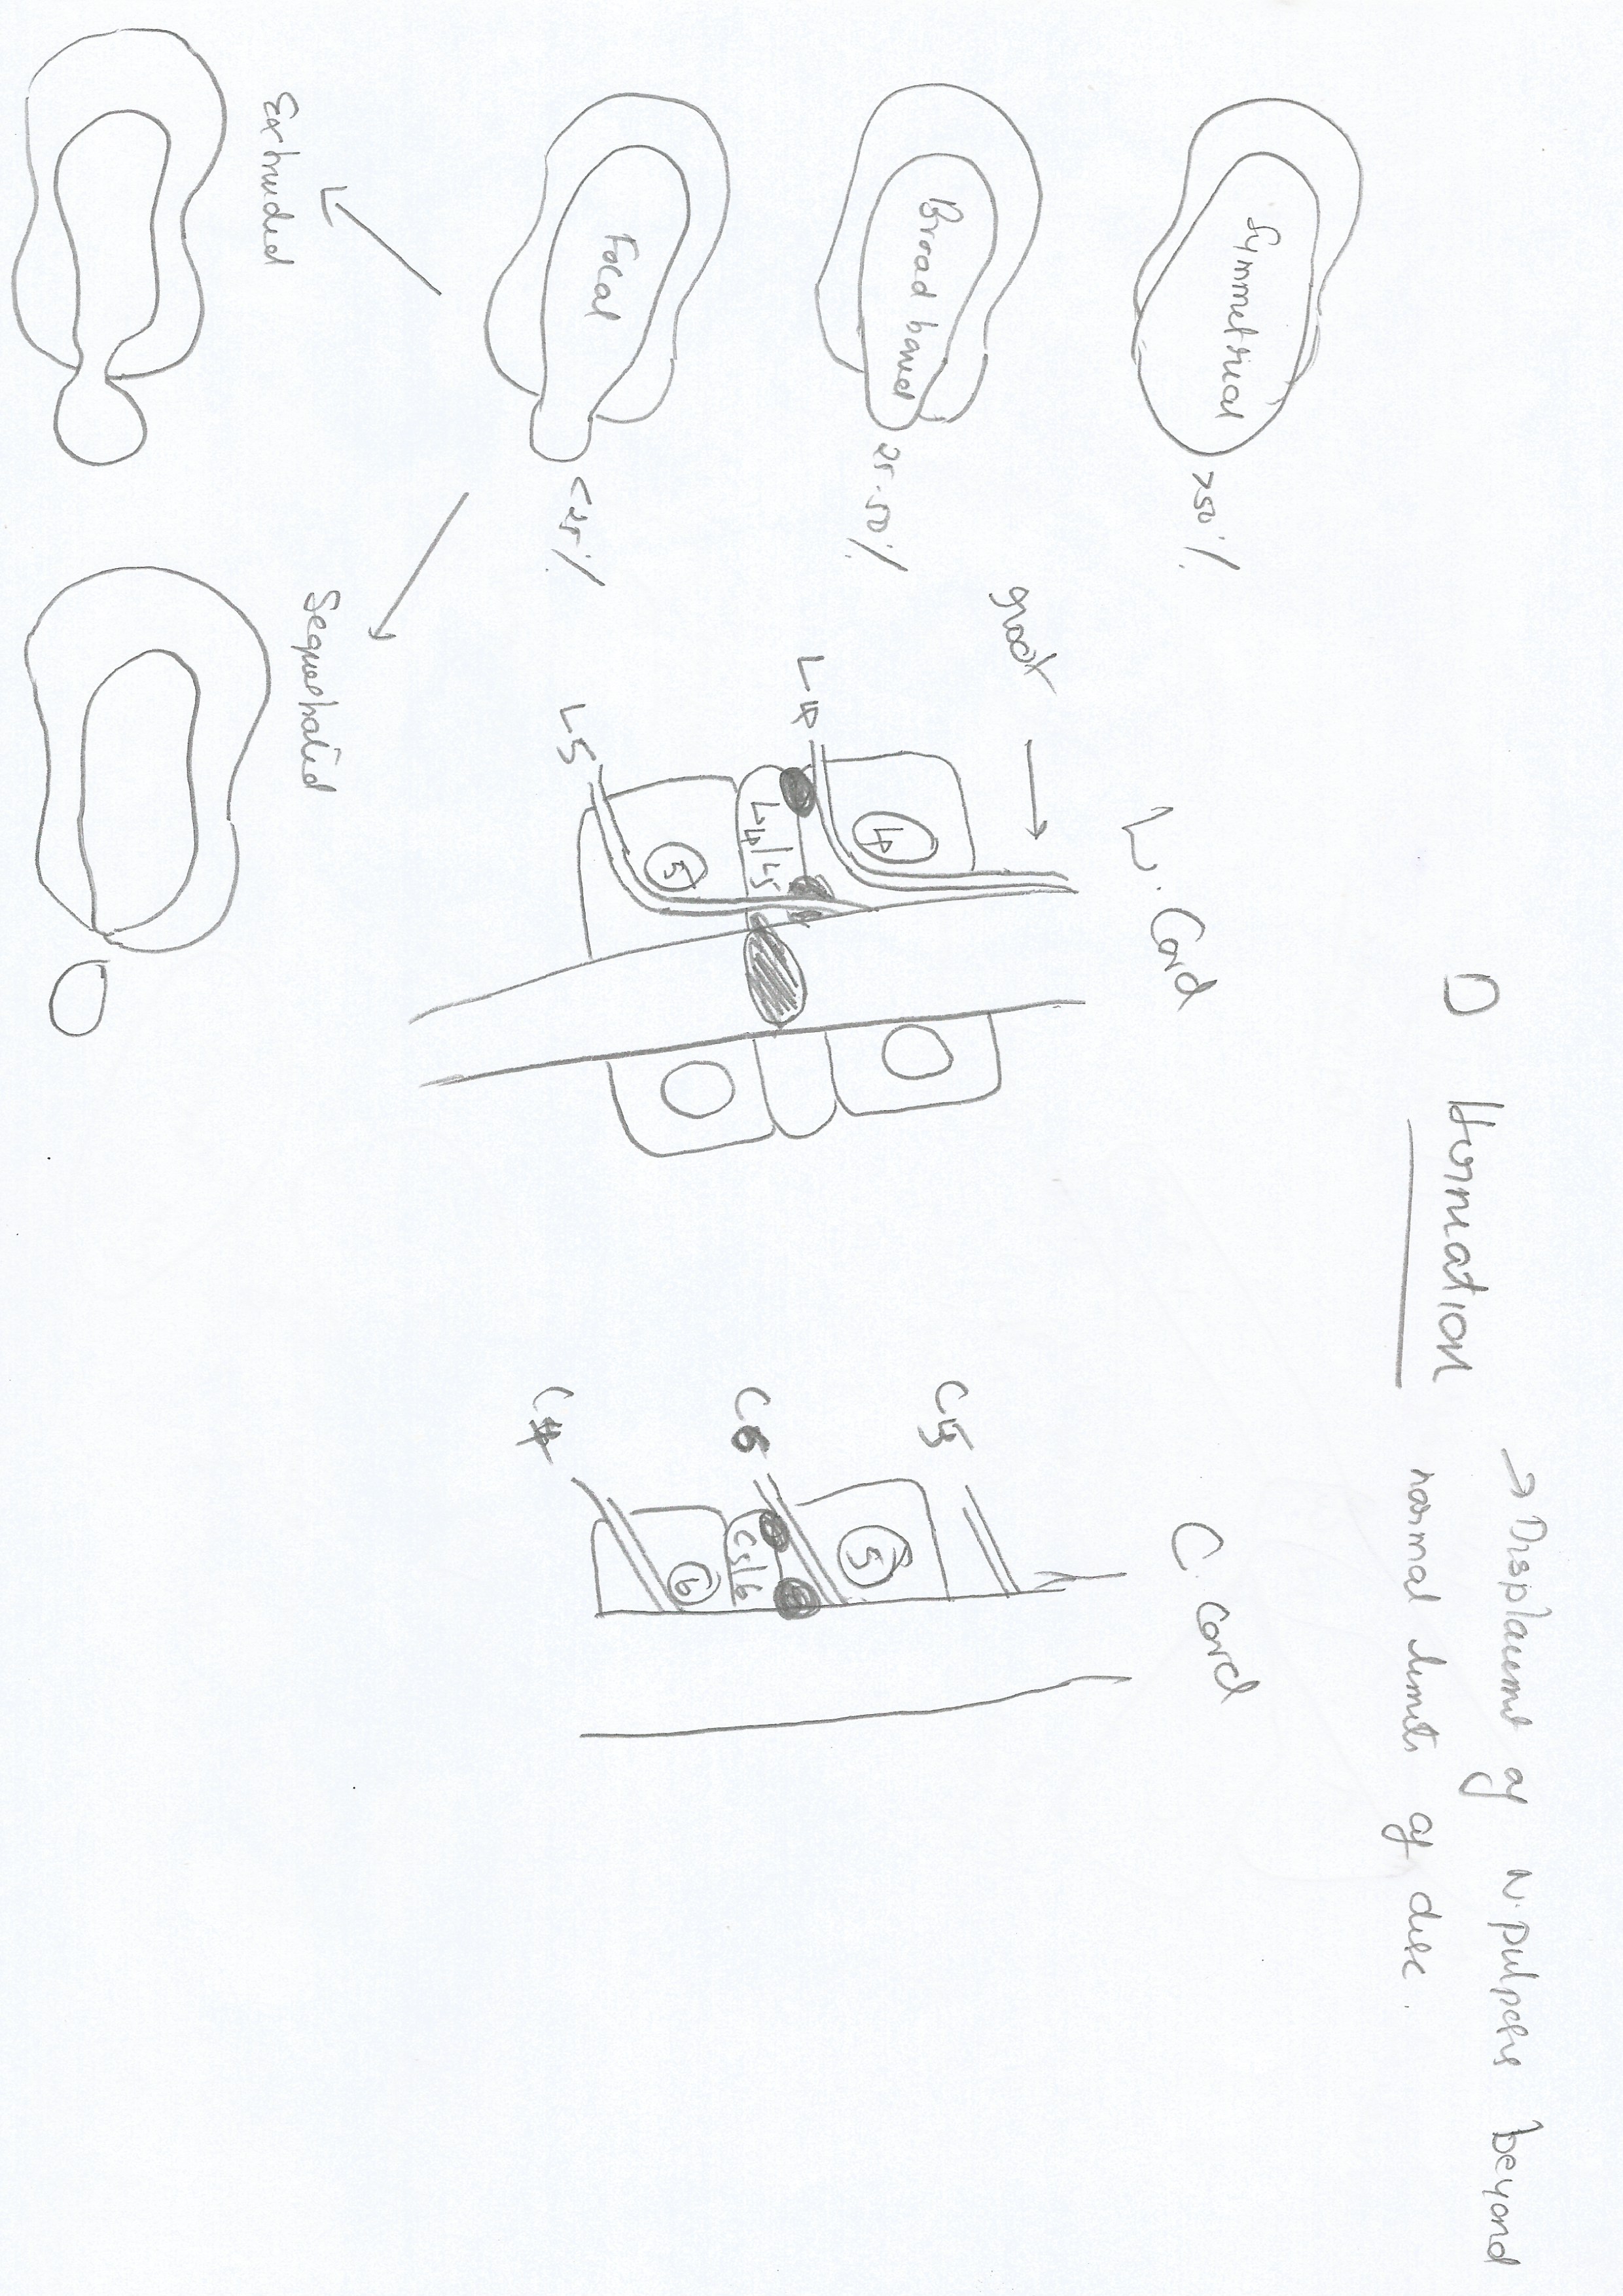 D Herniation
→ Displacemt of N. pulposus beyond
normal limits of disc.
Symmetrical
>50%
Broad based
25-50%
Focal
<25%
Extruded
Sequestrated
L. Cord
root →
4
L4
L4/L5
5
L5
C. Cord
C5
5
C6
C5/6
6